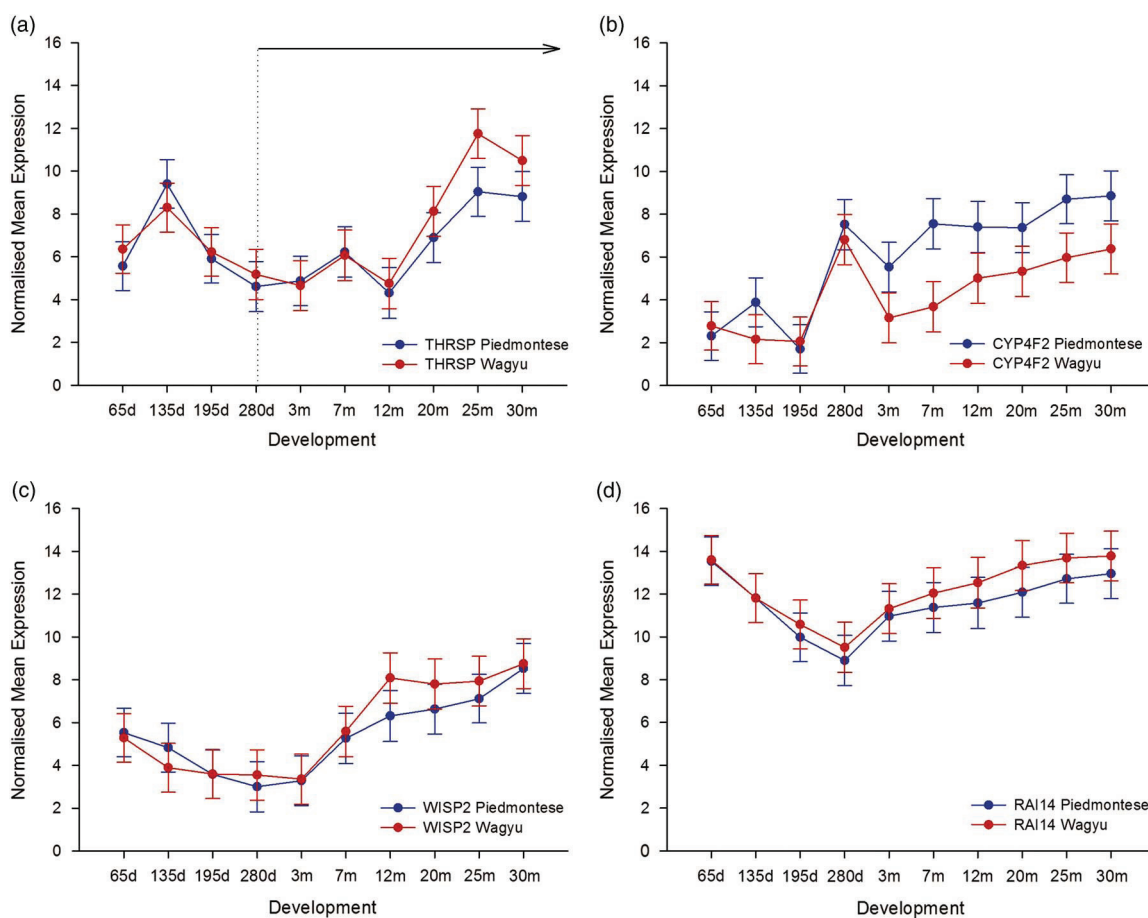 (a)
16
14
12
10
8
6
4
2
0
Normalised Mean Expression
THRSP Piedmontese
THRSP Wagyu
65d 135d 195d 280d 3m 7m 12m 20m 25m 30m
Development
(b)
16
14
12
10
8
6
4
2
0
Normalised Mean Expression
CYP4F2 Piedmontese
CYP4F2 Wagyu
65d 135d 195d 280d 3m 7m 12m 20m 25m 30m
Development
(c)
16
14
12
10
8
6
4
2
0
Normalised Mean Expression
WISP2 Piedmontese
WISP2 Wagyu
65d 135d 195d 280d 3m 7m 12m 20m 25m 30m
Development
(d)
16
14
12
10
8
6
4
2
0
Normalised Mean Expression
RAI14 Piedmontese
RAI14 Wagyu
65d 135d 195d 280d 3m 7m 12m 20m 25m 30m
Development